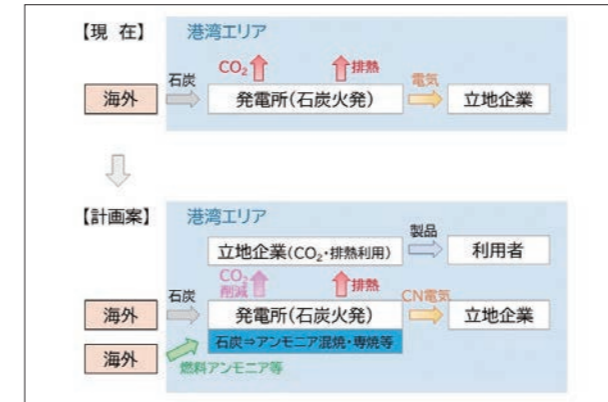 【現 在】 港湾エリア
CO₂ 排熱
石炭 電気
海外 発電所(石炭火発) 立地企業
【計画案】 港湾エリア
製品
立地企業(CO₂・排熱利用) 利用者
CO₂
削減 排熱
石炭 CN電気
海外 発電所(石炭火発) 立地企業
石炭⇒アンモニア混焼・専焼等
海外
燃料アンモニア等